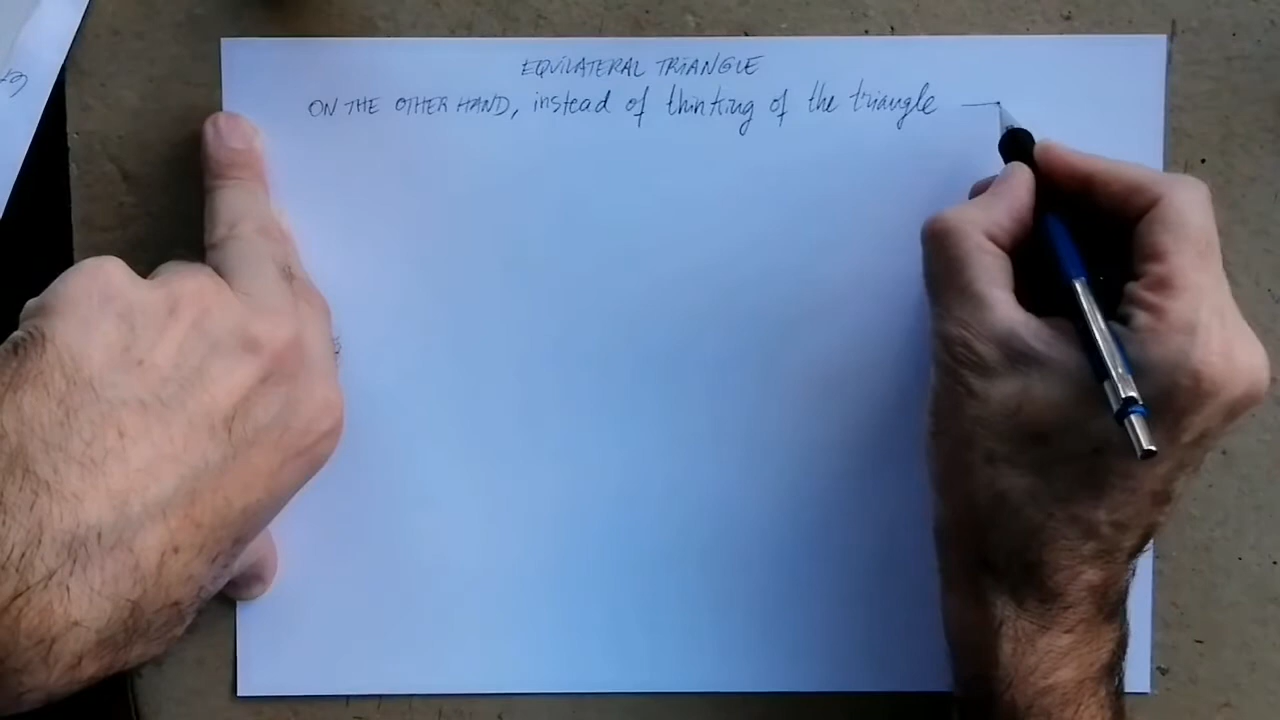 EQUILATERAL TRIANGLE
ON THE OTHER HAND, instead of thinking of the triangle —